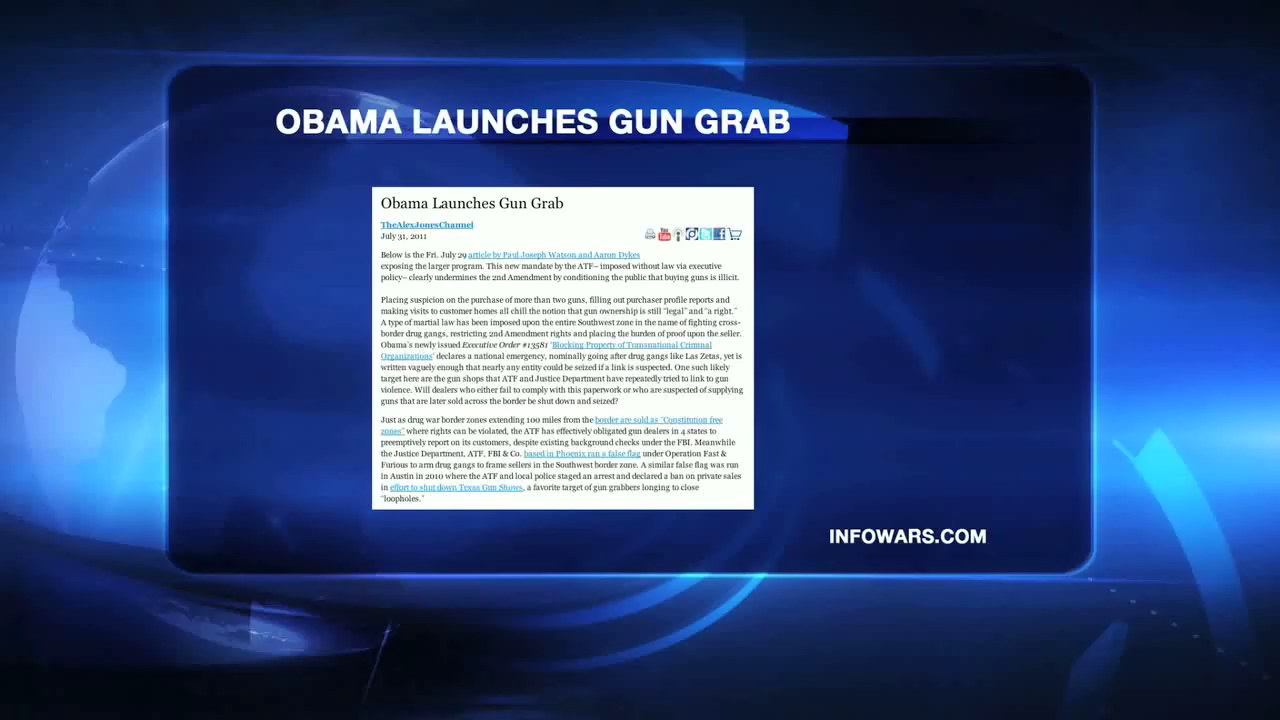 OBAMA LAUNCHES GUN GRAB
Obama Launches Gun Grab
TheAlexJonesChannel
July 31, 2011
Below is the Fri. July 29 article by Paul Joseph Watson and Aaron Dykes
exposing the larger program. This new mandate by the ATF– imposed without law via executive
policy– clearly undermines the 2nd Amendment by conditioning the public that buying guns is illicit.
Placing suspicion on the purchase of more than two guns, filling out purchaser profile reports and
making visits to customer homes all chill the notion that gun ownership is still "legal" and "a right."
A type of martial law has been imposed upon the entire Southwest zone in the name of fighting cross-
border drug gangs, restricting 2nd Amendment rights and placing the burden of proof upon the seller.
Obama's newly issued Executive Order #13581 'Blocking Property of Transnational Criminal
Organizations' declares a national emergency, nominally going after drug gangs like Las Zetas, yet is
written vaguely enough that nearly any entity could be seized if a link is suspected. One such likely
target here are the gun shops that ATF and Justice Department have repeatedly tried to link to gun
violence. Will dealers who either fail to comply with this paperwork or who are suspected of supplying
guns that are later sold across the border be shut down and seized?
Just as drug war border zones extending 100 miles from the border are sold as "Constitution free
zones" where rights can be violated, the ATF has effectively obligated gun dealers in 4 states to
preemptively report on its customers, despite existing background checks under the FBI. Meanwhile
the Justice Department, ATF, FBI & Co. based in Phoenix ran a false flag under Operation Fast &
Furious to arm drug gangs to frame sellers in the Southwest border zone. A similar false flag was run
in Austin in 2010 where the ATF and local police staged an arrest and declared a ban on private sales
in effort to shut down Texas Gun Shows, a favorite target of gun grabbers longing to close
"loopholes."
INFOWARS.COM